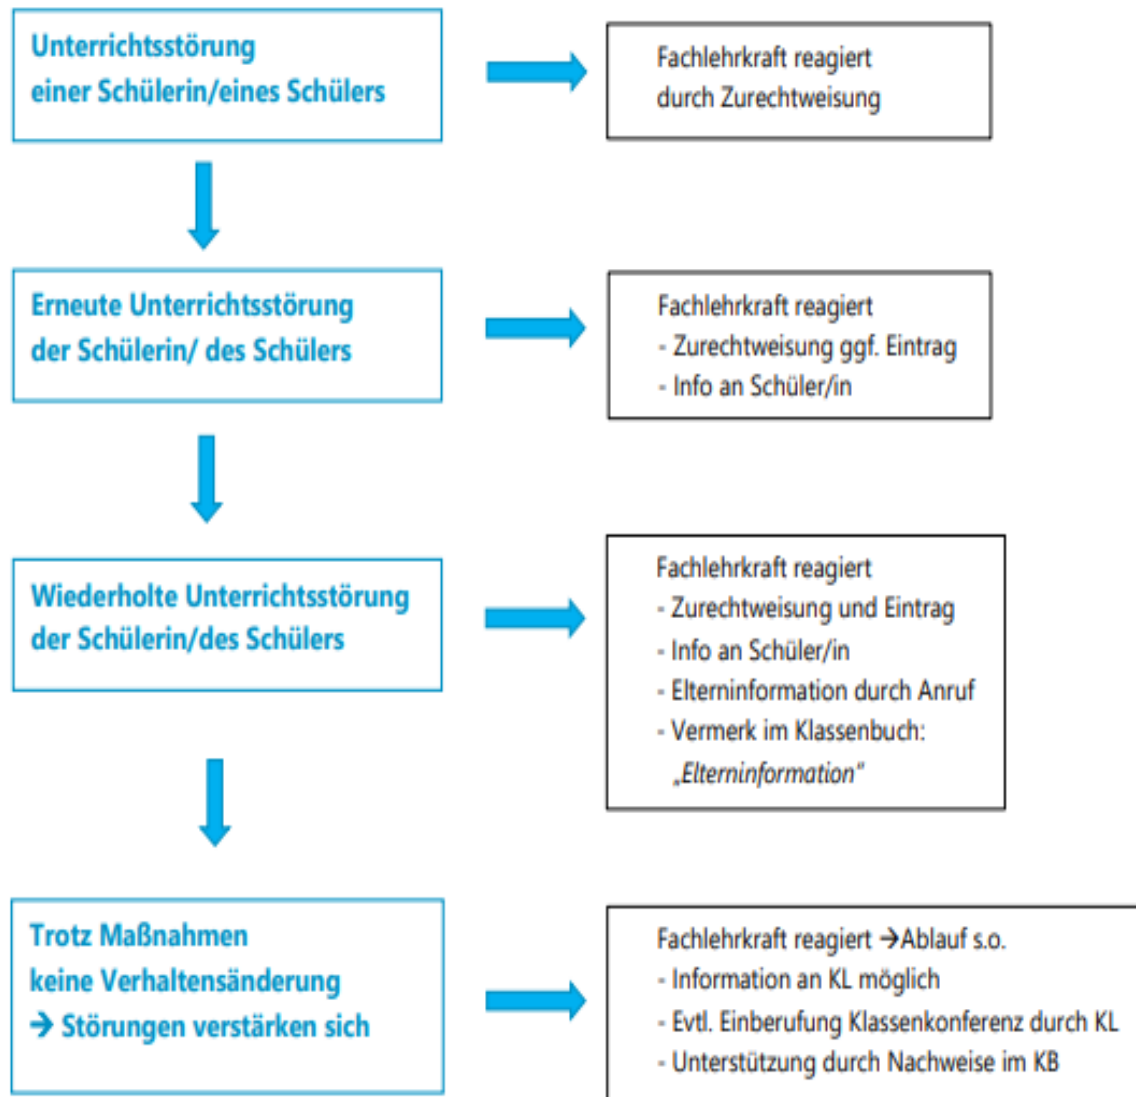 Unterrichtsstörung
einer Schülerin/eines Schülers
Fachlehrkraft reagiert
durch Zurechtweisung
Erneute Unterrichtsstörung
der Schülerin/ des Schülers
Fachlehrkraft reagiert
- Zurechtweisung ggf. Eintrag
- Info an Schüler/in
Wiederholte Unterrichtsstörung
der Schülerin/des Schülers
Fachlehrkraft reagiert
- Zurechtweisung und Eintrag
- Info an Schüler/in
- Elterninformation durch Anruf
- Vermerk im Klassenbuch:
„Elterninformation“
Trotz Maßnahmen
keine Verhaltensänderung
→ Störungen verstärken sich
Fachlehrkraft reagiert →Ablauf s.o.
- Information an KL möglich
- Evtl. Einberufung Klassenkonferenz durch KL
- Unterstützung durch Nachweise im KB